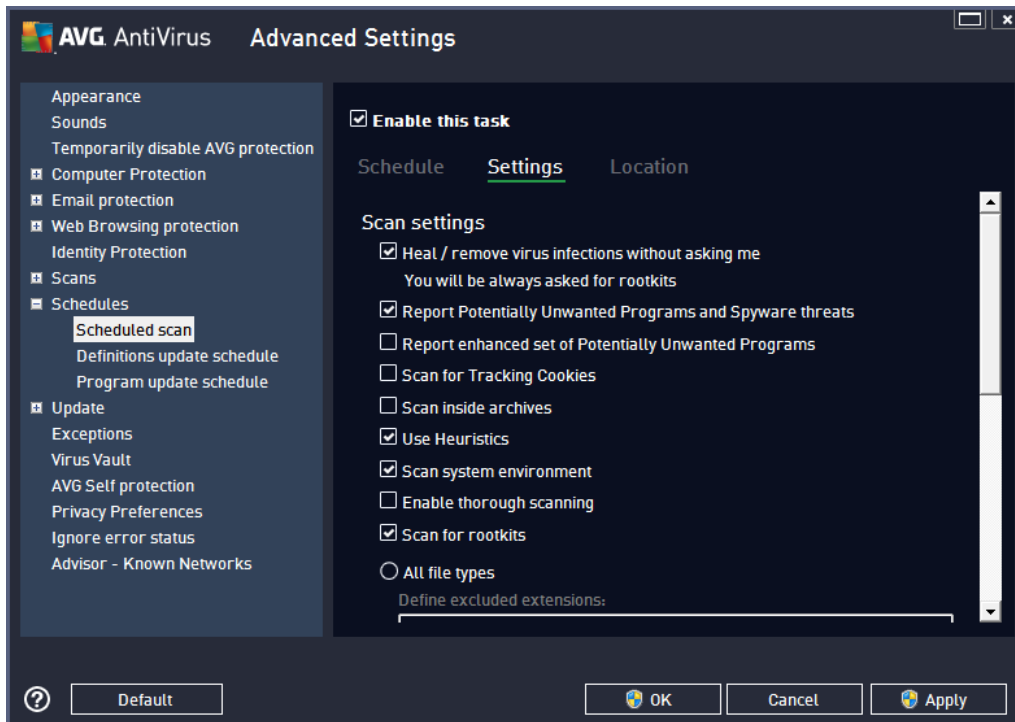 AVG. AntiVirus Advanced Settings
Appearance
Sounds
Temporarily disable AVG protection
Computer Protection
Email protection
Web Browsing protection
Identity Protection
Scans
Schedules
Scheduled scan
Definitions update schedule
Program update schedule
Update
Exceptions
Virus Vault
AVG Self protection
Privacy Preferences
Ignore error status
Advisor - Known Networks
Enable this task
Schedule Settings Location
Scan settings
Heal / remove virus infections without asking me
You will be always asked for rootkits
Report Potentially Unwanted Programs and Spyware threats
Report enhanced set of Potentially Unwanted Programs
Scan for Tracking Cookies
Scan inside archives
Use Heuristics
Scan system environment
Enable thorough scanning
Scan for rootkits
All file types
Define excluded extensions:
? Default OK Cancel Apply